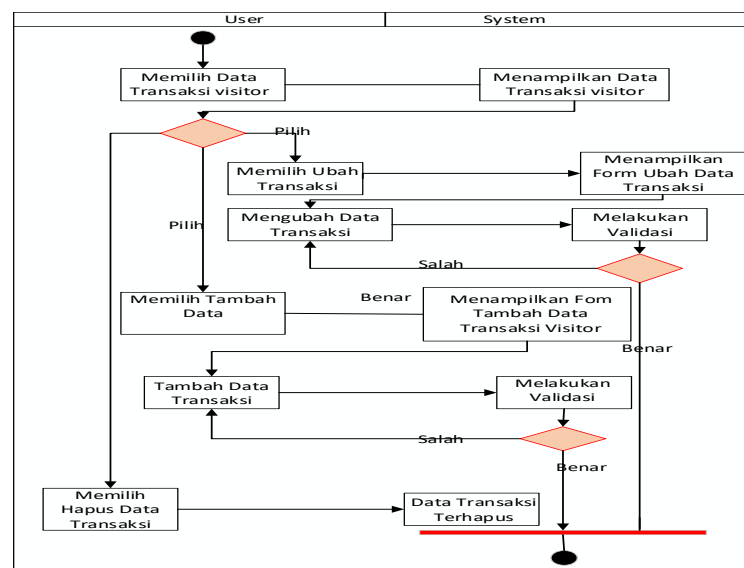 User
System
Memilih Data
Transaksi visitor
Menampilkan Data
Transaksi visitor
Pilih
Memilih Ubah
Transaksi
Menampilkan
Form Ubah Data
Transaksi
Mengubah Data
Transaksi
Melakukan
Validasi
Pilih
Salah
Memilih Tambah
Data
Benar
Menampilkan Fom
Tambah Data
Transaksi Visitor
Benar
Tambah Data
Transaksi
Melakukan
Validasi
Salah
Benar
Memilih
Hapus Data
Transaksi
Data Transaksi
Terhapus